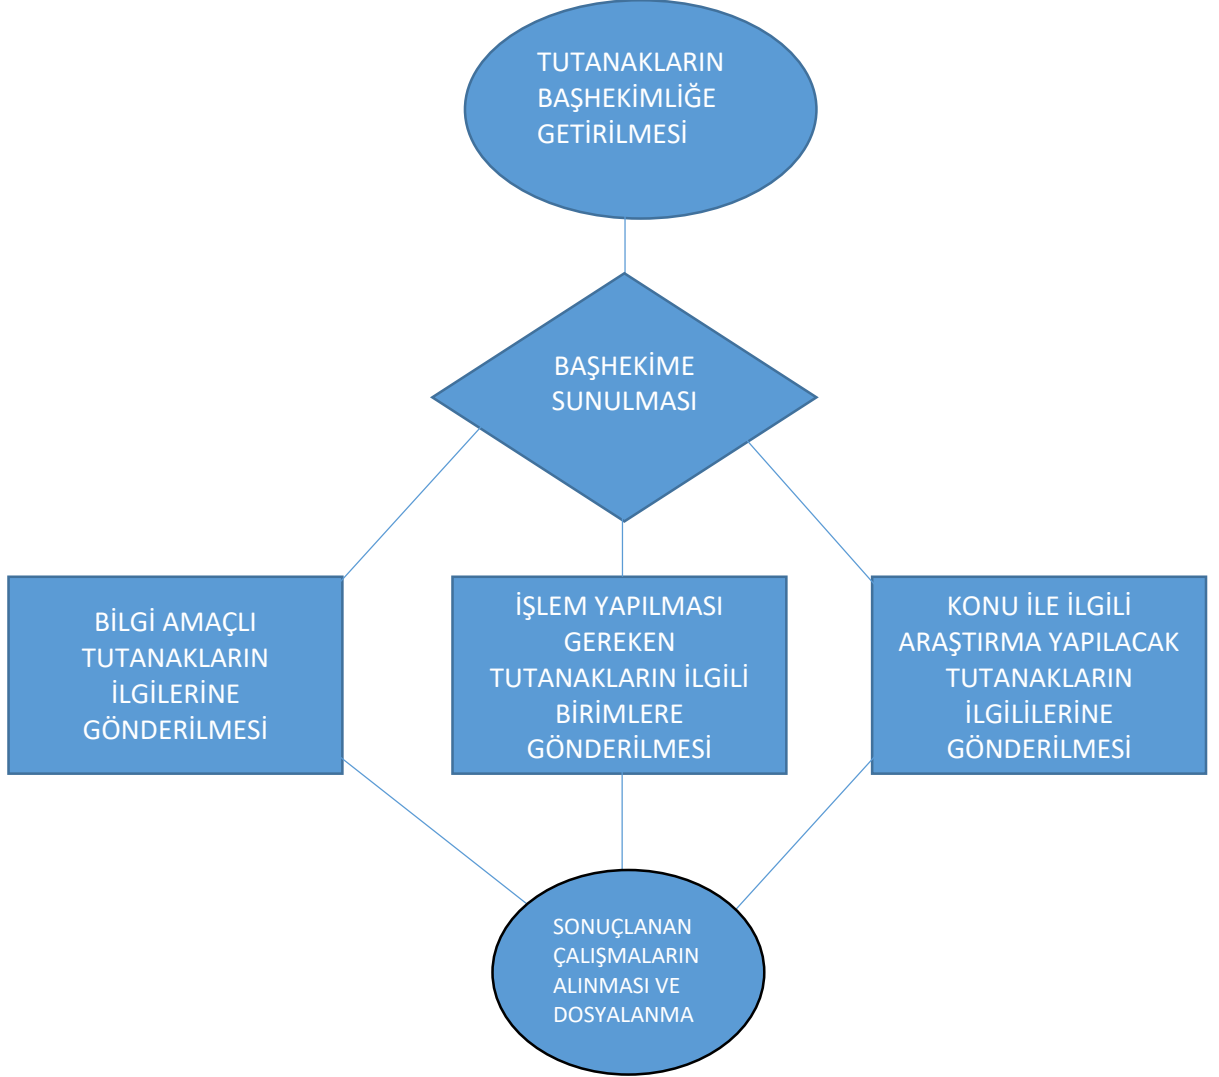 TUTANAKLARIN
BAŞHEKİMLİĞE
GETİRİLMESİ
BAŞHEKİME
SUNULMASI
BİLGİ AMAÇLI
TUTANAKLARIN
İLGİLERİNE
GÖNDERİLMESİ
İŞLEM YAPILMASI
GEREKEN
TUTANAKLARIN İLGİLİ
BİRİMLERE
GÖNDERİLMESİ
KONU İLE İLGİLİ
ARAŞTIRMA YAPILACAK
TUTANAKLARIN
İLGİLİLERİNE
GÖNDERİLMESİ
SONUÇLANAN
ÇALIŞMALARIN
ALINMASI VE
DOSYALANMA